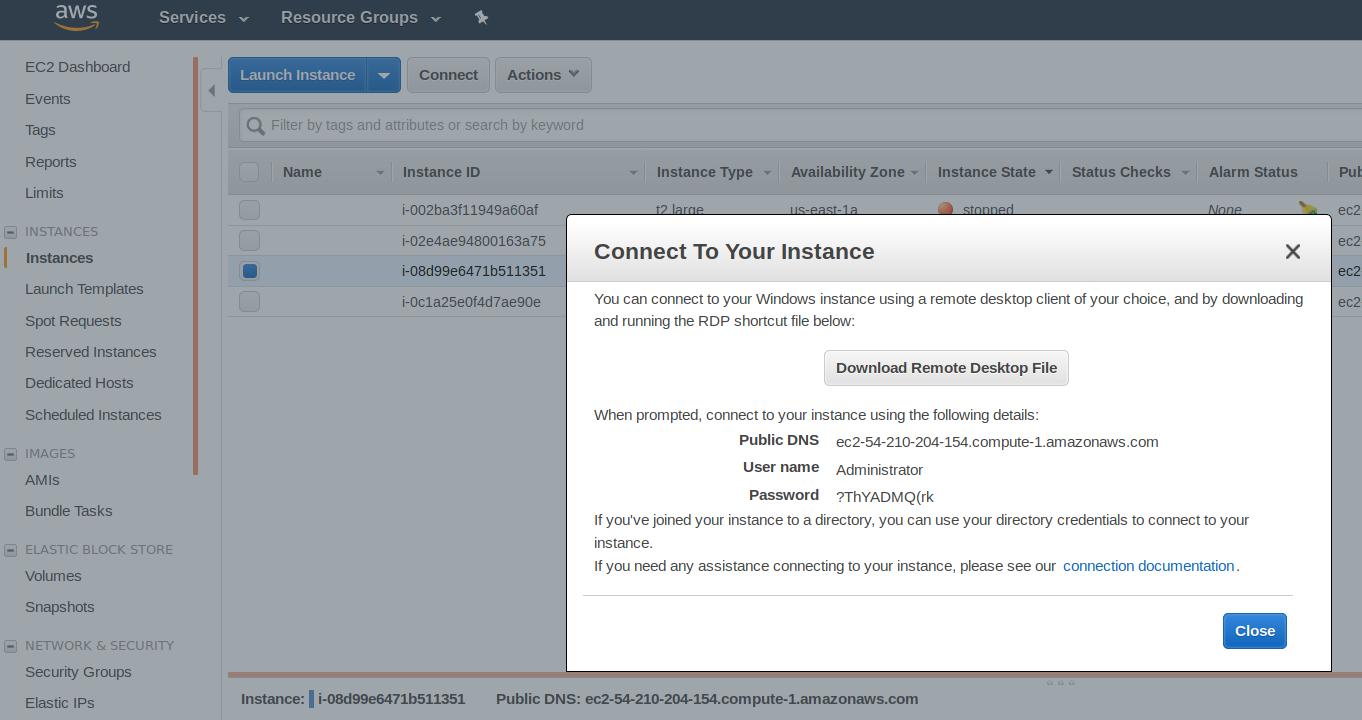 aws Services Resource Groups
EC2 Dashboard
Events
Tags
Reports
Limits
INSTANCES
Instances
Launch Templates
Spot Requests
Reserved Instances
Dedicated Hosts
Scheduled Instances
IMAGES
AMIs
Bundle Tasks
ELASTIC BLOCK STORE
Volumes
Snapshots
NETWORK & SECURITY
Security Groups
Elastic IPs
Launch Instance Connect Actions
Filter by tags and attributes or search by keyword
Name Instance ID Instance Type Availability Zone Instance State Status Checks Alarm Status Pub
i-002ba3f11949a60af t2.large us-east-1a stopped None ec2
i-02e4ae94800163a75 ec2
i-08d99e6471b511351 ec2
i-0c1a25e0f4d7ae90e ec2
Connect To Your Instance
You can connect to your Windows instance using a remote desktop client of your choice, and by downloading
and running the RDP shortcut file below:
Download Remote Desktop File
When prompted, connect to your instance using the following details:
Public DNS ec2-54-210-204-154.compute-1.amazonaws.com
User name Administrator
Password ?ThYADMQ(rk
If you've joined your instance to a directory, you can use your directory credentials to connect to your
instance.
If you need any assistance connecting to your instance, please see our connection documentation.
Close
Instance: i-08d99e6471b511351 Public DNS: ec2-54-210-204-154.compute-1.amazonaws.com